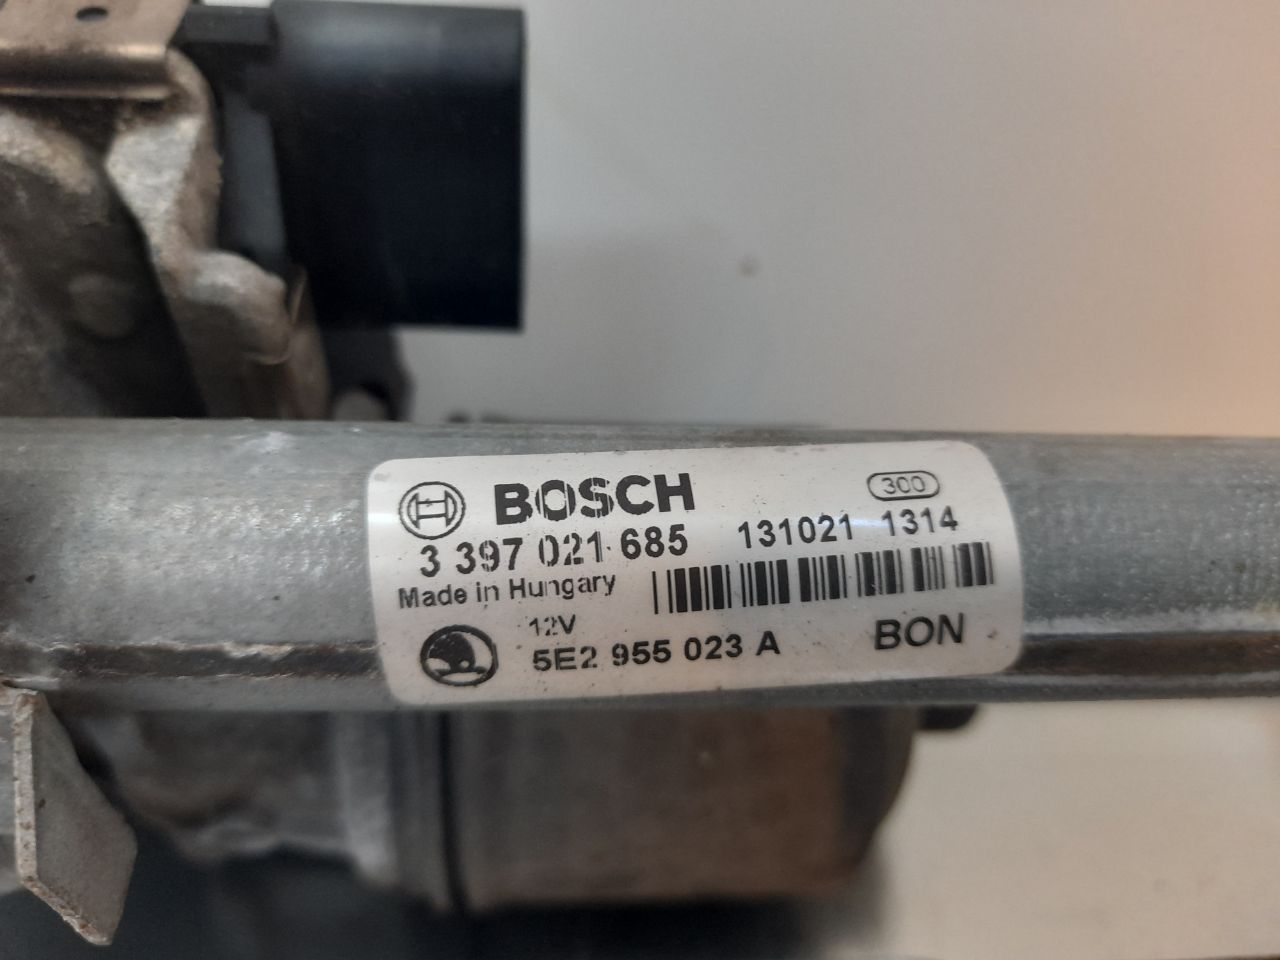 BOSCH 300
3 397 021 685 131021 1314
Made in Hungary
12V
5E2 955 023 A BON